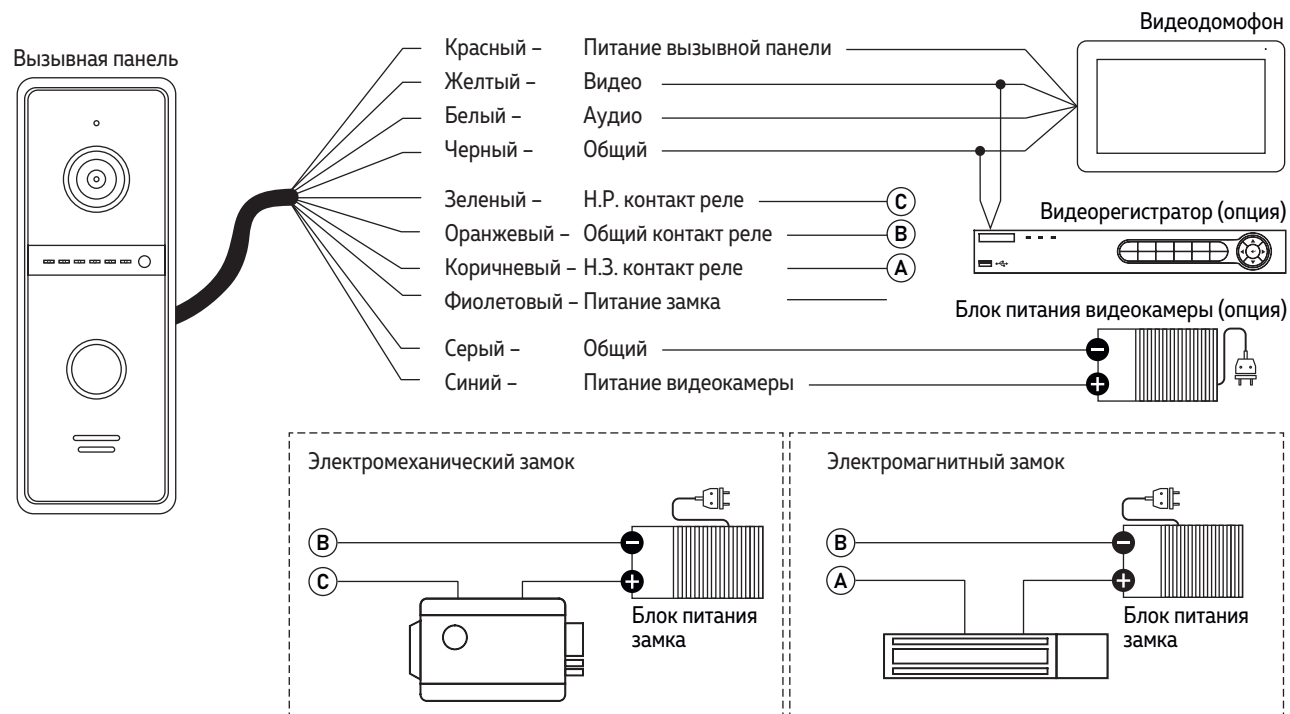 Видеодомофон
Вызывная панель
Красный – Питание вызывной панели
Желтый – Видео
Белый – Аудио
Черный – Общий
Зеленый – Н.Р. контакт реле C
Оранжевый – Общий контакт реле B
Коричневый – Н.З. контакт реле A
Фиолетовый – Питание замка
Серый – Общий
Синий – Питание видеокамеры
Видеорегистратор (опция)
Блок питания видеокамеры (опция)
Электромеханический замок
B
C
Блок питания
замка
Электромагнитный замок
B
A
Блок питания
замка